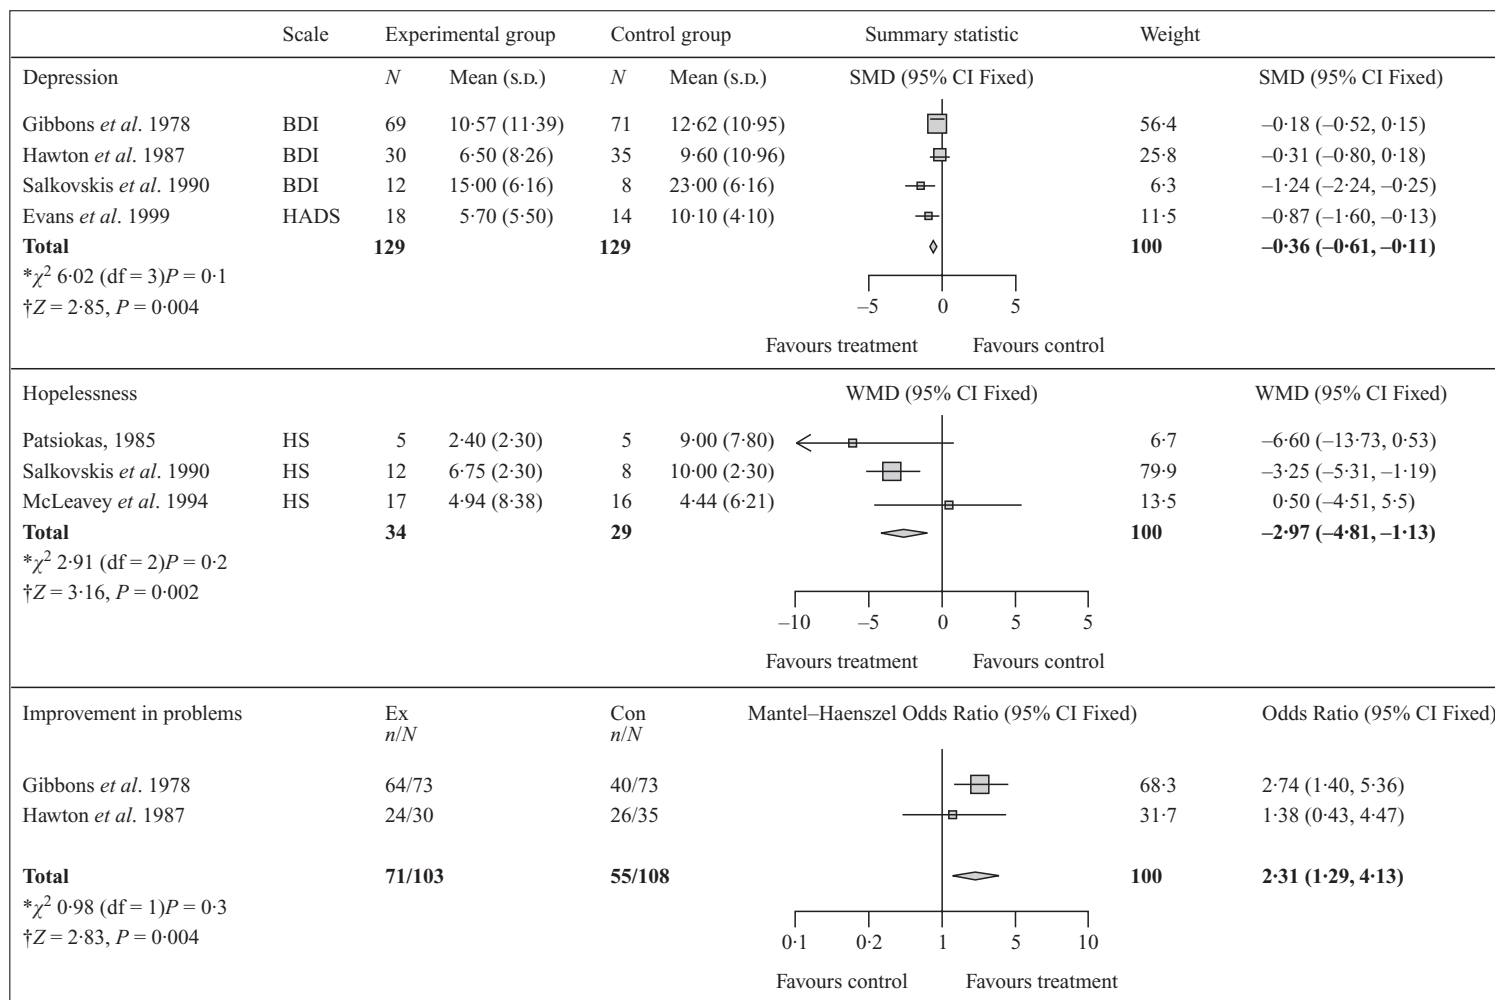 Scale Experimental group Control group Summary statistic Weight
Depression N Mean (S.D.) N Mean (S.D.) SMD (95% CI Fixed) SMD (95% CI Fixed)
Gibbons et al. 1978 BDI 69 10·57 (11·39) 71 12·62 (10·95) 56·4 –0·18 (–0·52, 0·15)
Hawton et al. 1987 BDI 30 6·50 (8·26) 35 9·60 (10·96) 25·8 –0·31 (–0·80, 0·18)
Salkovskis et al. 1990 BDI 12 15·00 (6·16) 8 23·00 (6·16) 6·3 –1·24 (–2·24, –0·25)
Evans et al. 1999 HADS 18 5·70 (5·50) 14 10·10 (4·10) 11·5 –0·87 (–1·60, –0·13)
Total 129 129 100 –0·36 (–0·61, –0·11)
*χ² 6·02 (df = 3)P = 0·1
†Z = 2·85, P = 0·004
–5 0 5
Favours treatment Favours control
Hopelessness WMD (95% CI Fixed) WMD (95% CI Fixed)
Patsiokas, 1985 HS 5 2·40 (2·30) 5 9·00 (7·80) 6·7 –6·60 (–13·73, 0·53)
Salkovskis et al. 1990 HS 12 6·75 (2·30) 8 10·00 (2·30) 79·9 –3·25 (–5·31, –1·19)
McLeavey et al. 1994 HS 17 4·94 (8·38) 16 4·44 (6·21) 13·5 0·50 (–4·51, 5·5)
Total 34 29 100 –2·97 (–4·81, –1·13)
*χ² 2·91 (df = 2)P = 0·2
†Z = 3·16, P = 0·002
–10 –5 0 5 5
Favours treatment Favours control
Improvement in problems Ex Con Mantel–Haenszel Odds Ratio (95% CI Fixed) Odds Ratio (95% CI Fixed)
n/N n/N
Gibbons et al. 1978 64/73 40/73 68·3 2·74 (1·40, 5·36)
Hawton et al. 1987 24/30 26/35 31·7 1·38 (0·43, 4·47)
Total 71/103 55/108 100 2·31 (1·29, 4·13)
*χ² 0·98 (df = 1)P = 0·3
†Z = 2·83, P = 0·004
0·1 0·2 1 5 10
Favours control Favours treatment